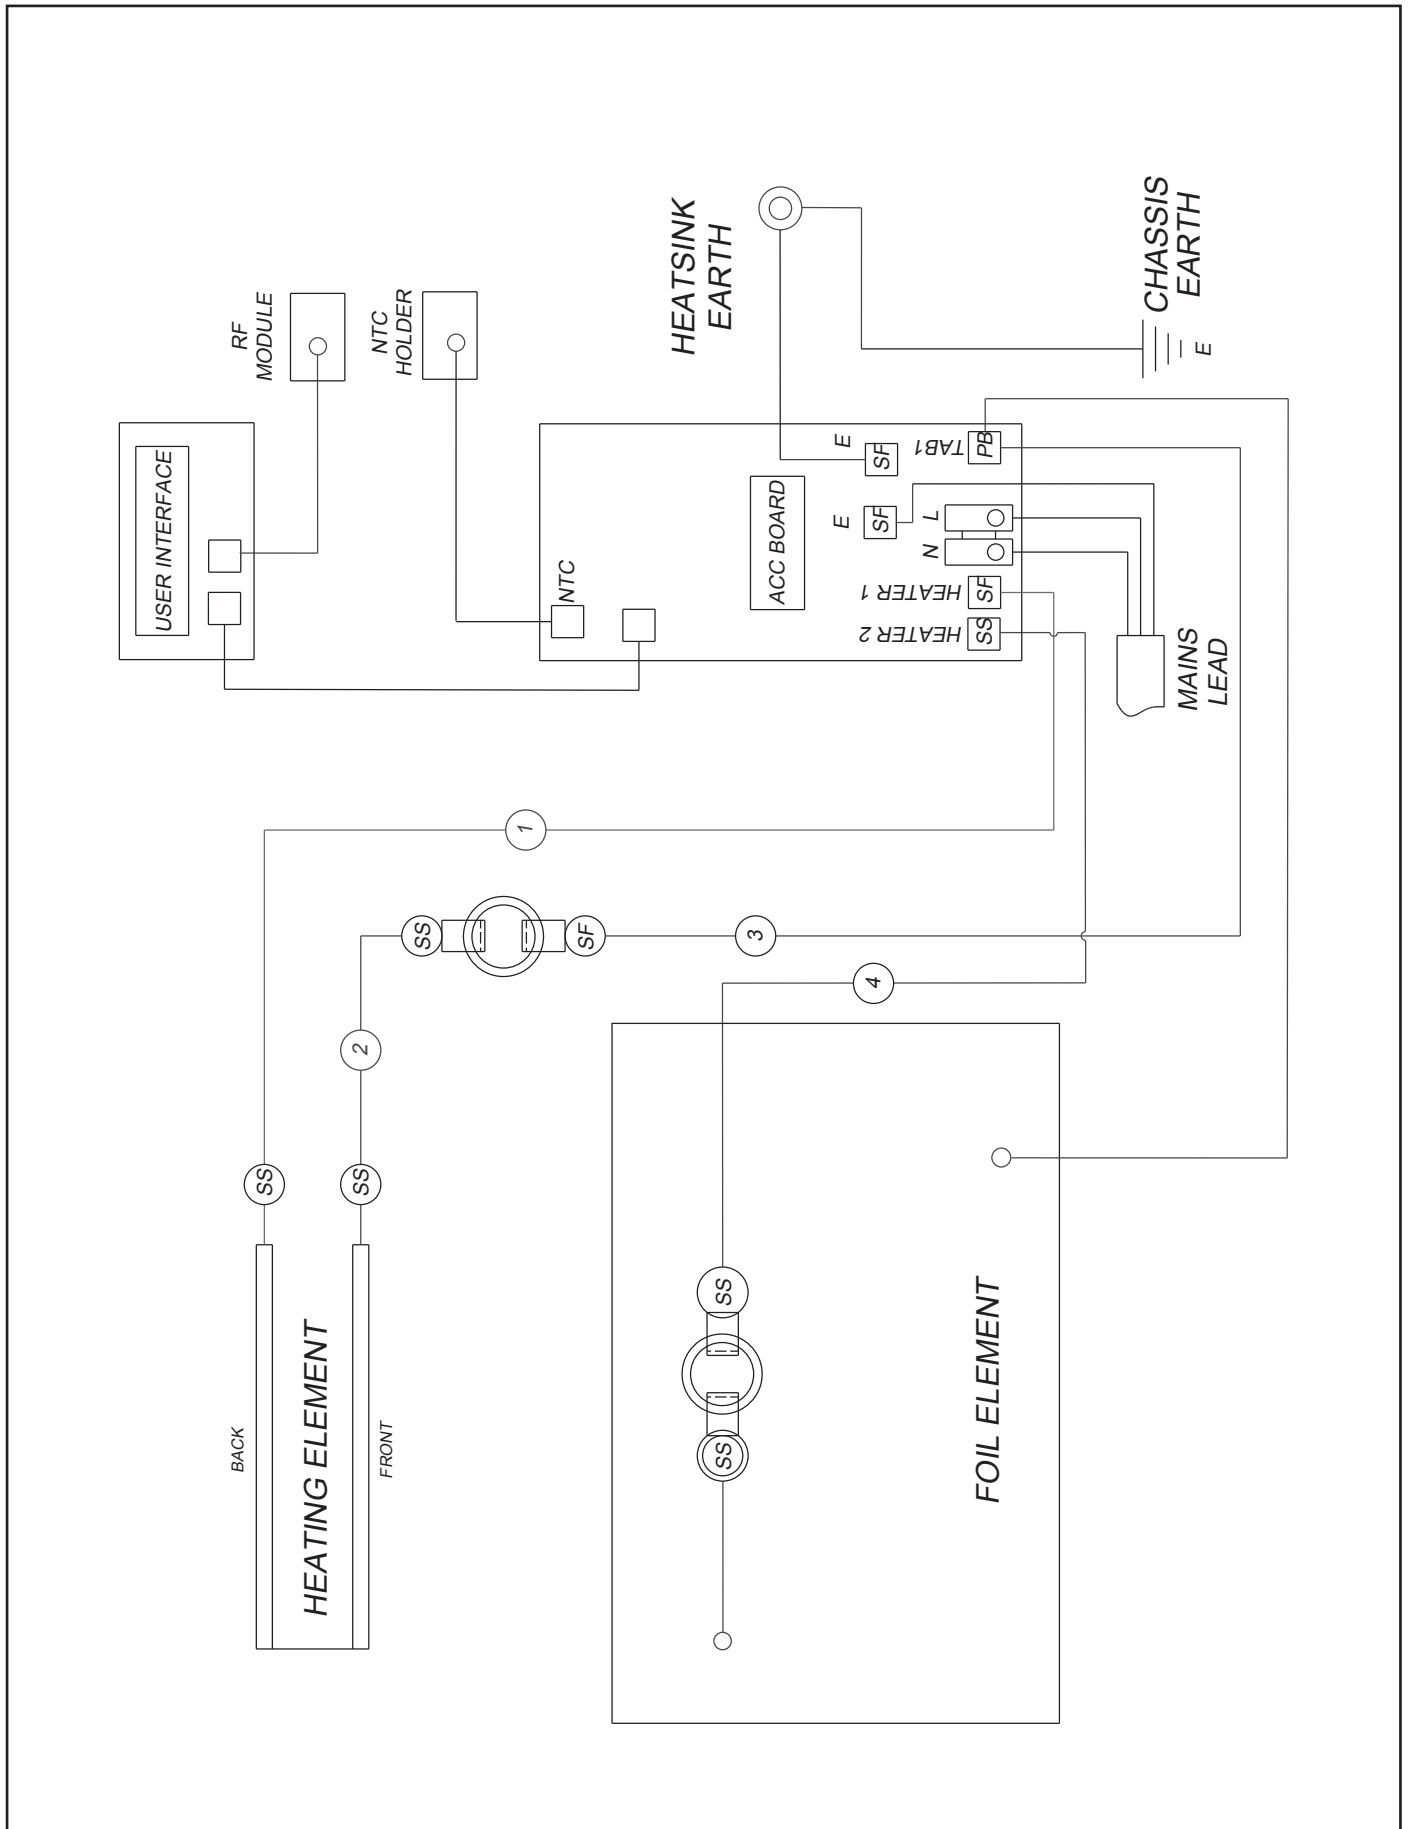 RF
MODULE
NTC
HOLDER
USER INTERFACE
HEATSINK
EARTH
CHASSIS
EARTH
E
NTC
ACC BOARD
E
SF
TAB1
PB
E
SF
L
N
HEATER 1
SF
HEATER 2
SS
MAINS
LEAD
1
SS
SF
3
4
2
SS
SS
BACK
HEATING ELEMENT
FRONT
SS
SS
FOIL ELEMENT